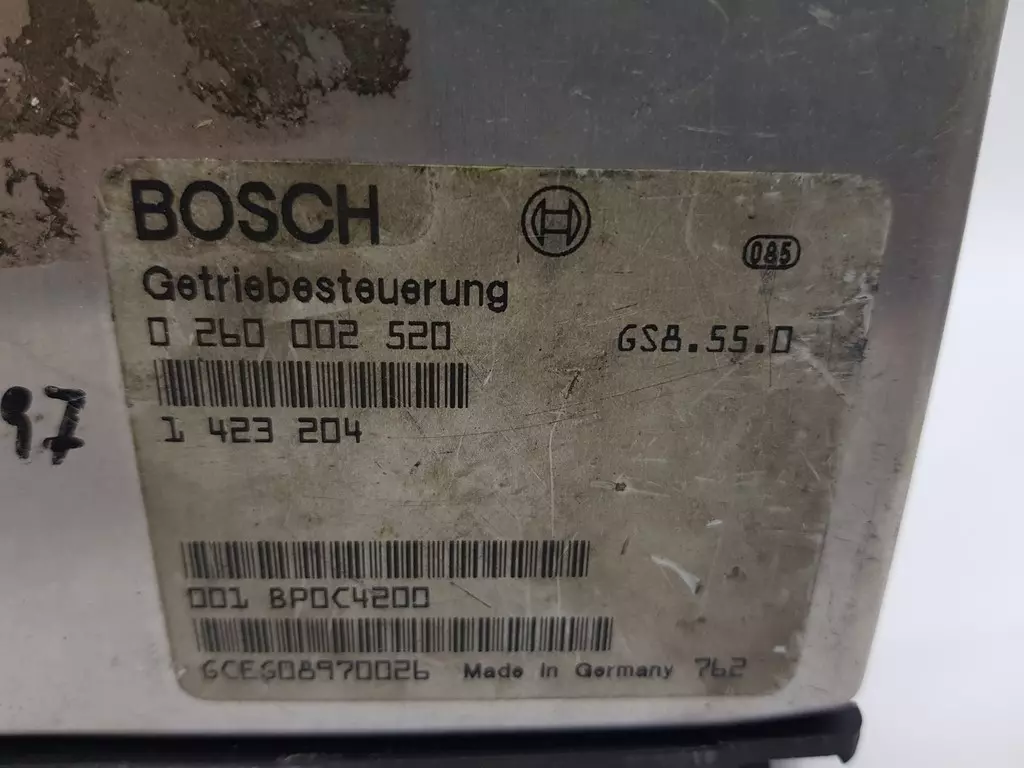 BOSCH
085
Getriebesteuerung
0 260 002 520 GS8.55.0
97
1 423 204
001 BPDC4200
GCEG08970026 Made in Germany 762